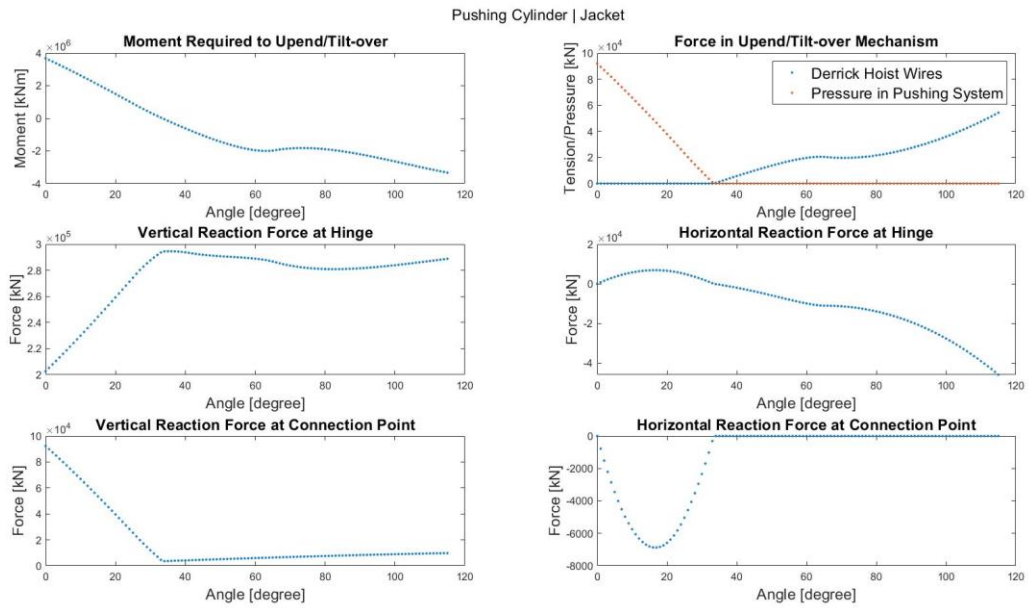 Pushing Cylinder | Jacket
Moment Required to Upend/Tilt-over
×10⁶
4
2
0
-2
-4
Moment [kNm]
0 20 40 60 80 100 120
Angle [degree]
Force in Upend/Tilt-over Mechanism
×10⁴
10
8
6
4
2
0
Tension/Pressure [kN]
Derrick Hoist Wires
Pressure in Pushing System
0 20 40 60 80 100 120
Angle [degree]
Vertical Reaction Force at Hinge
×10⁵
3
2.8
2.6
2.4
2.2
2
Force [kN]
0 20 40 60 80 100 120
Angle [degree]
Horizontal Reaction Force at Hinge
×10⁴
2
0
-2
-4
Force [kN]
0 20 40 60 80 100 120
Angle [degree]
Vertical Reaction Force at Connection Point
×10⁴
10
8
6
4
2
0
Force [kN]
0 20 40 60 80 100 120
Angle [degree]
Horizontal Reaction Force at Connection Point
0
-2000
-4000
-6000
-8000
Force [kN]
0 20 40 60 80 100 120
Angle [degree]